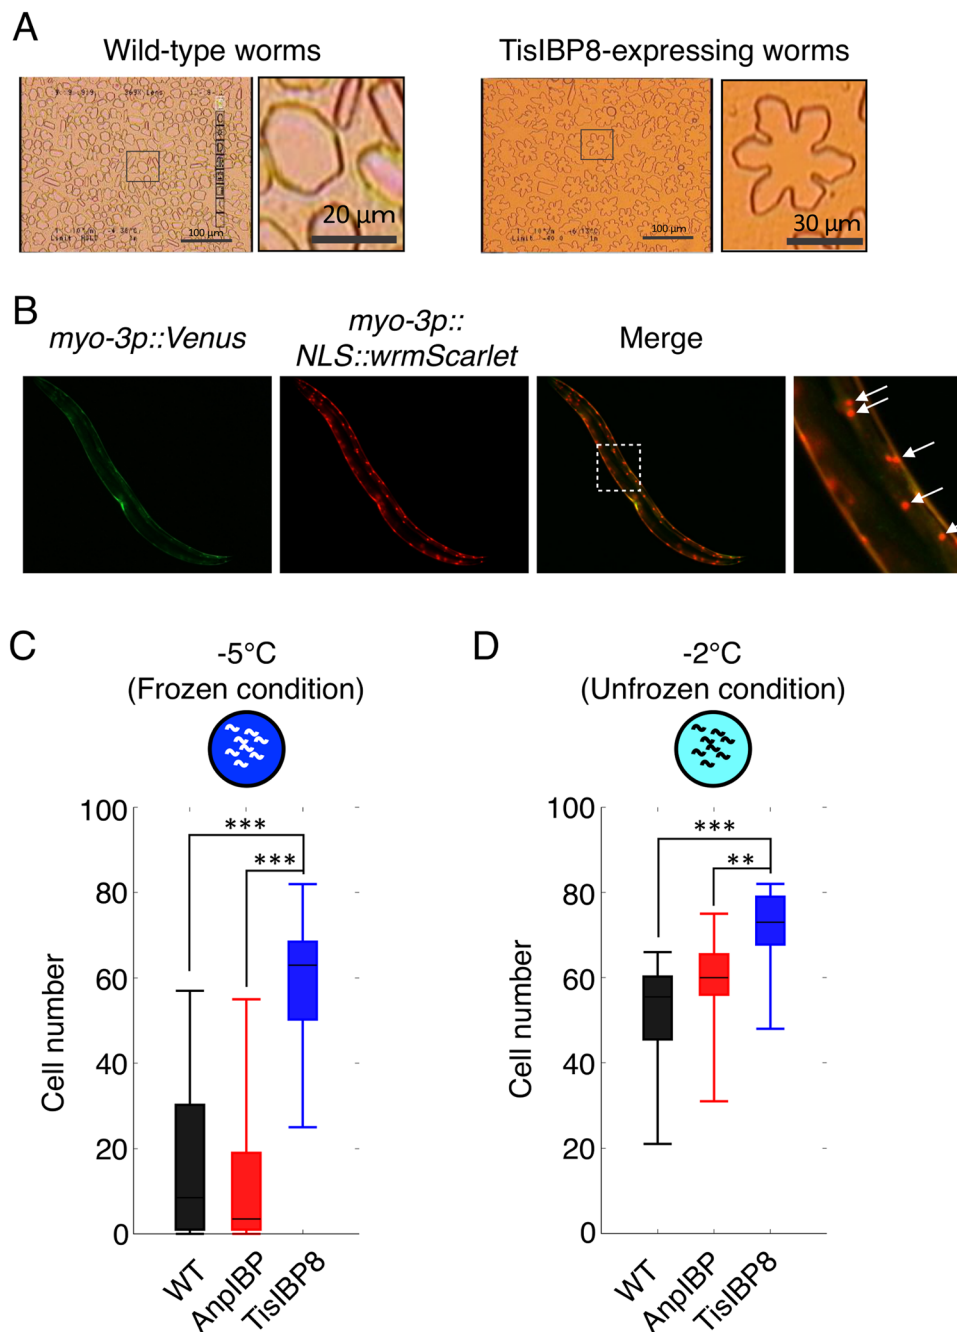 A
Wild-type worms
TisIBP8-expressing worms
100 µm
20 µm
100 µm
30 µm
B
myo-3p::Venus
myo-3p::
NLS::wrmScarlet
Merge
C
-5°C
(Frozen condition)
D
-2°C
(Unfrozen condition)
100
80
60
40
20
0
Cell number
***
***
WT
AnpIBP
TisIBP8
100
80
60
40
20
0
Cell number
***
**
WT
AnpIBP
TisIBP8